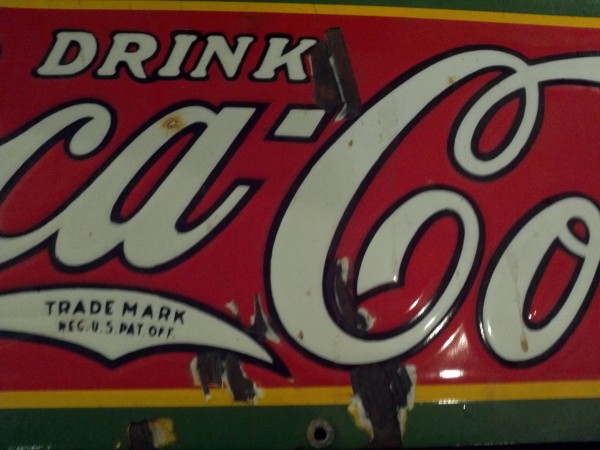 DRINK
ca-Co
TRADE MARK
REG. U.S. PAT. OFF.